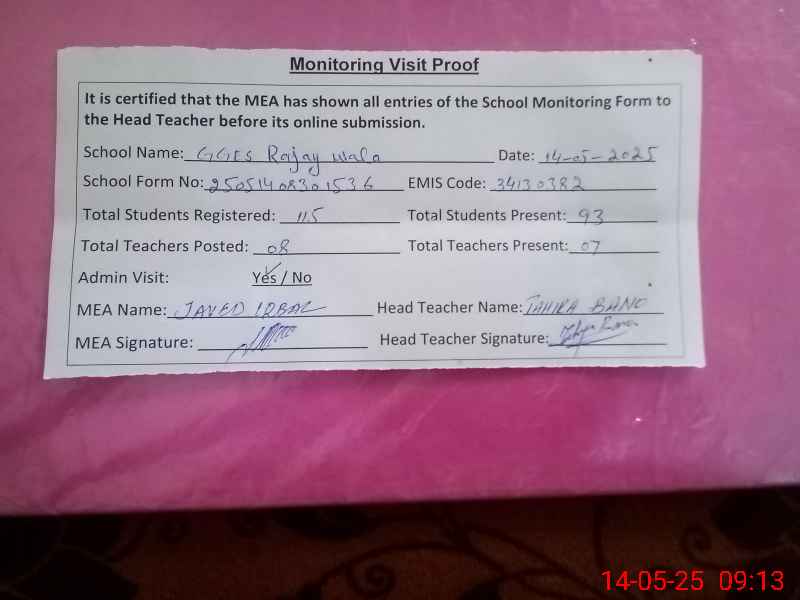 Monitoring Visit Proof
It is certified that the MEA has shown all entries of the School Monitoring Form to
the Head Teacher before its online submission.
School Name: GGES Rajay wala Date: 14-05-2025
School Form No: 2505140830 1536 EMIS Code: 34130382
Total Students Registered: 115 Total Students Present: 93
Total Teachers Posted: 08 Total Teachers Present: 07
Admin Visit: Yes / No
MEA Name: JAVED IQBAL Head Teacher Name: TAHIRA BANO
MEA Signature: Head Teacher Signature:
14-05-25 09:13